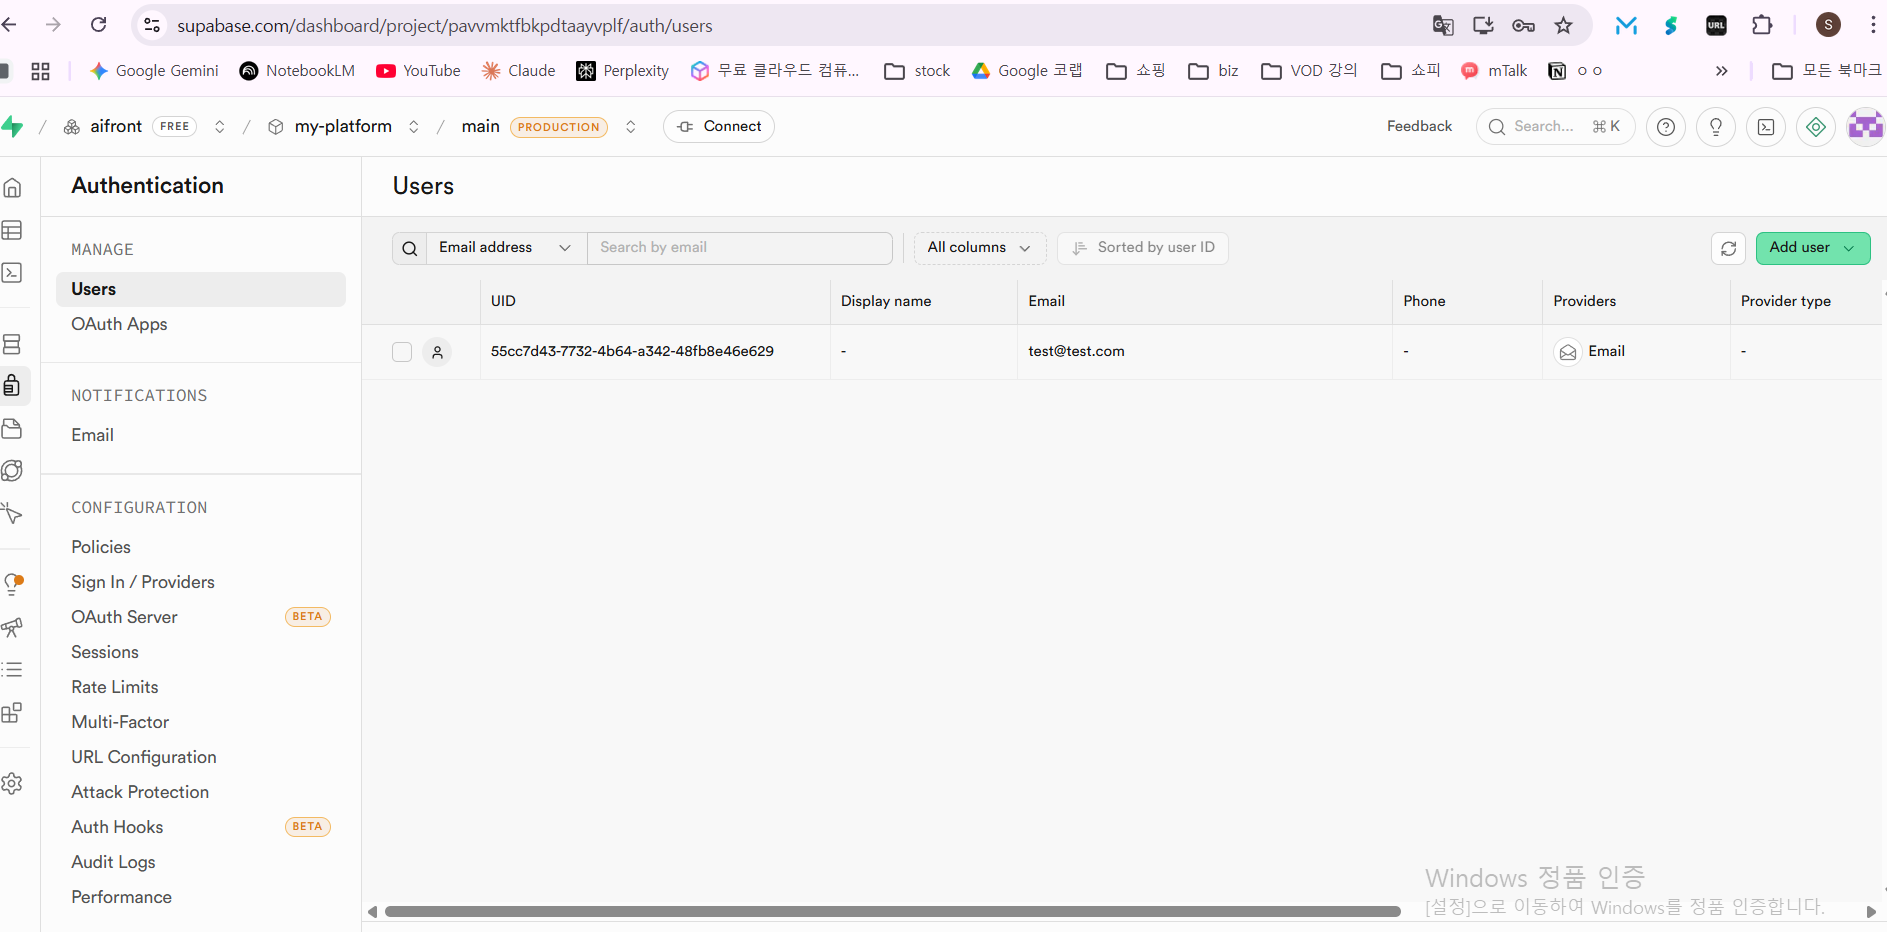 supabase.com/dashboard/project/pavvmktfbkpdtaayvplf/auth/users
URL
S
Google Gemini NotebookLM YouTube Claude Perplexity 무료 클라우드 컴퓨... stock Google 코랩 쇼핑 biz VOD 강의 쇼피 mTalk ㅇㅇ » 모든 북마크
/ aifront FREE / my-platform / main PRODUCTION Connect Feedback Search... ⌘ K
Authentication
Users
MANAGE
Users
OAuth Apps
NOTIFICATIONS
Email
CONFIGURATION
Policies
Sign In / Providers
OAuth Server BETA
Sessions
Rate Limits
Multi-Factor
URL Configuration
Attack Protection
Auth Hooks BETA
Audit Logs
Performance
Email address Search by email All columns Sorted by user ID Add user
UID Display name Email Phone Providers Provider type
55cc7d43-7732-4b64-a342-48fb8e46e629 - test@test.com - Email -
Windows 정품 인증
[설정]으로 이동하여 Windows를 정품 인증합니다.